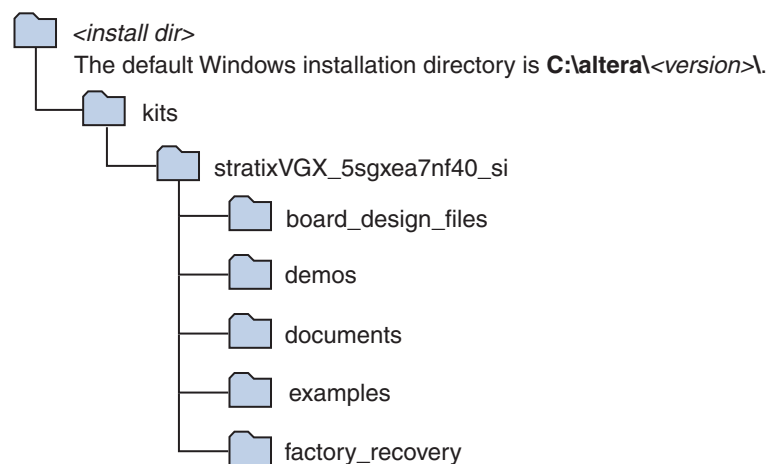 <install dir>
The default Windows installation directory is C:\altera\<version>\.
kits
stratixVGX_5sgxea7nf40_si
board_design_files
demos
documents
examples
factory_recovery